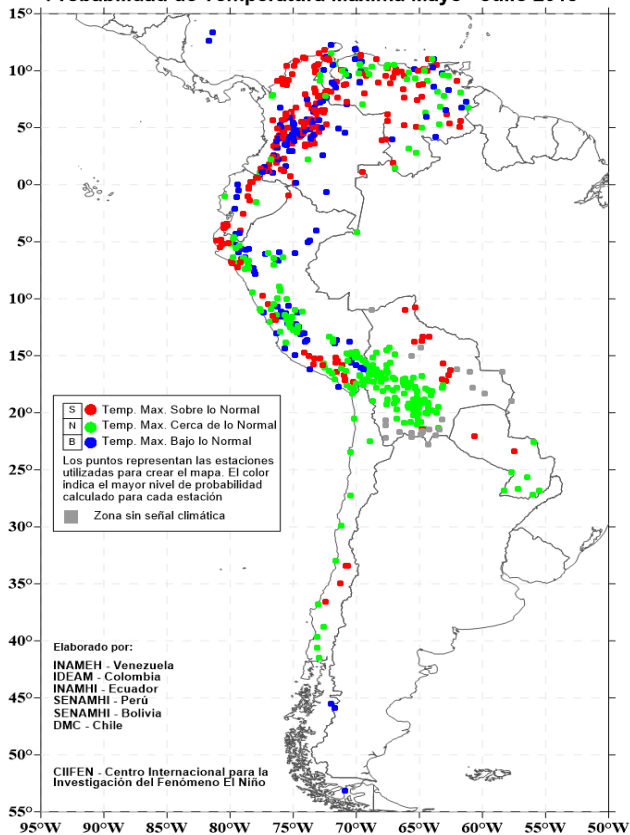 15°
10°
5°
0°
5°
10°
15°
20°
25°
30°
35°
40°
45°
50°
55°
S Temp. Max. Sobre lo Normal
N Temp. Max. Cerca de lo Normal
B Temp. Max. Bajo lo Normal
Los puntos representan las estaciones
utilizadas para crear el mapa. El color
indica el mayor nivel de probabilidad
calculado para cada estación
Zona sin señal climática
Elaborado por:
INAMEH - Venezuela
IDEAM - Colombia
INAMHI - Ecuador
SENAMHI - Perú
SENAMHI - Bolivia
DMC - Chile
CIIFEN - Centro Internacional para la
Investigación del Fenómeno El Niño
95°W 90°W 85°W 80°W 75°W 70°W 65°W 60°W 55°W 50°W